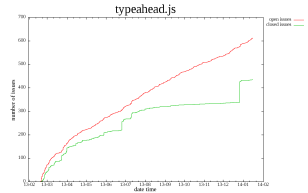 typeahead.js
700
600
500
400
300
200
100
0
number of issues
open issues
closed issues
13-02 13-03 13-04 13-05 13-06 13-07 13-08 13-09 13-10 13-11 13-12 14-01 14-02
date time